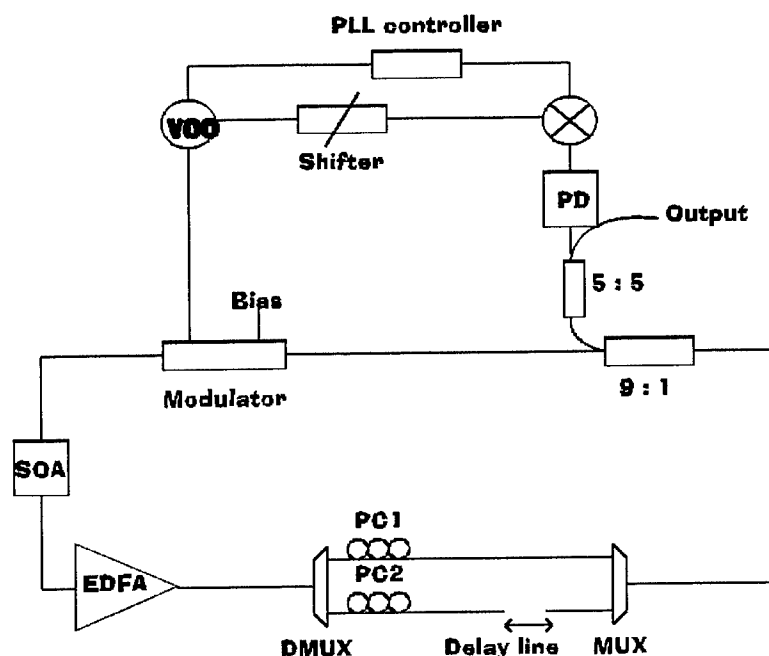 PLL controller
VOO
Shifter
PD
Output
5 : 5
Bias
Modulator
9 : 1
SOA
PC1
EDFA
PC2
DMUX
Delay line
MUX